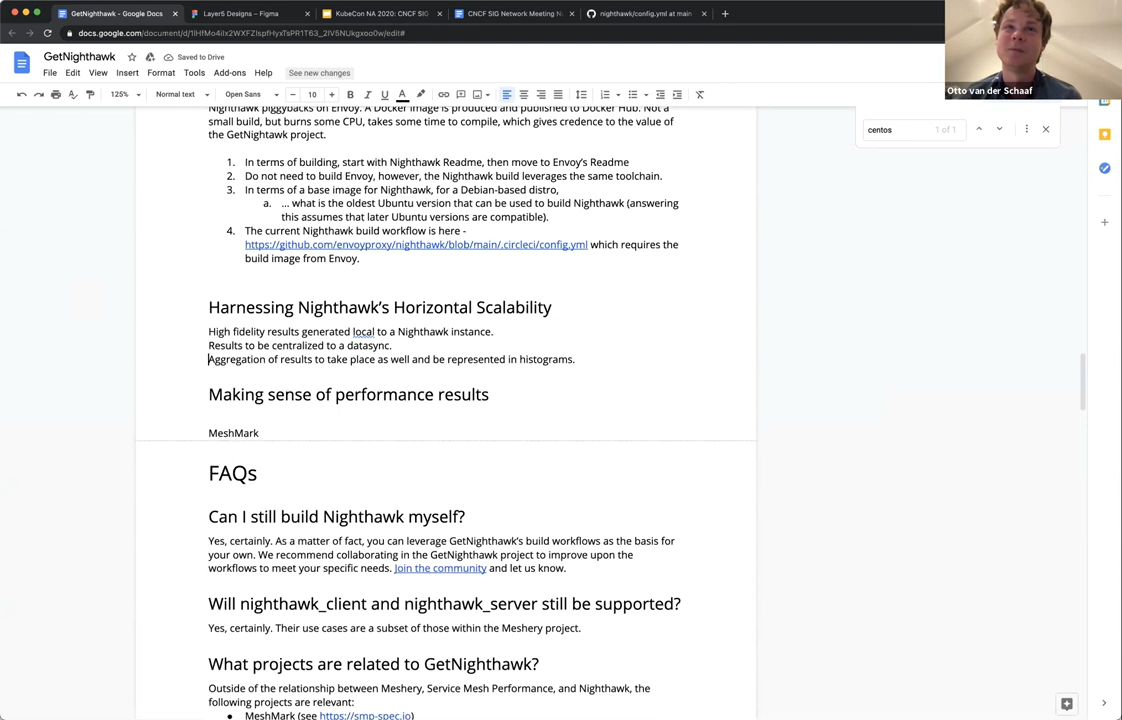 GetNighthawk - Google Docs
Layer5 Designs – Figma
KubeCon NA 2020: CNCF SIG
CNCF SIG Network Meeting N
nighthawk/config.yml at main
Otto van der Schaaf
GetNighthawk
Saved to Drive
File Edit View Insert Format Tools Add-ons Help See new changes
125% Normal text Open Sans 10
centos 1 of 1
Nighthawk piggybacks on Envoy. A Docker image is produced and published to Docker Hub. Not a
small build, but burns some CPU, takes some time to compile, which gives credence to the value of
the GetNightawk project.
1. In terms of building, start with Nighthawk Readme, then move to Envoy's Readme
2. Do not need to build Envoy, however, the Nighthawk build leverages the same toolchain.
3. In terms of a base image for Nighthawk, for a Debian-based distro,
a. … what is the oldest Ubuntu version that can be used to build Nighthawk (answering
this assumes that later Ubuntu versions are compatible).
4. The current Nighthawk build workflow is here -
https://github.com/envoyproxy/nighthawk/blob/main/.circleci/config.yml which requires the
build image from Envoy.
Harnessing Nighthawk's Horizontal Scalability
High fidelity results generated local to a Nighthawk instance.
Results to be centralized to a datasync.
Aggregation of results to take place as well and be represented in histograms.
Making sense of performance results
MeshMark
FAQs
Can I still build Nighthawk myself?
Yes, certainly. As a matter of fact, you can leverage GetNighthawk's build workflows as the basis for
your own. We recommend collaborating in the GetNighthawk project to improve upon the
workflows to meet your specific needs. Join the community and let us know.
Will nighthawk_client and nighthawk_server still be supported?
Yes, certainly. Their use cases are a subset of those within the Meshery project.
What projects are related to GetNighthawk?
Outside of the relationship between Meshery, Service Mesh Performance, and Nighthawk, the
following projects are relevant:
● MeshMark (see https://smp-spec.io)